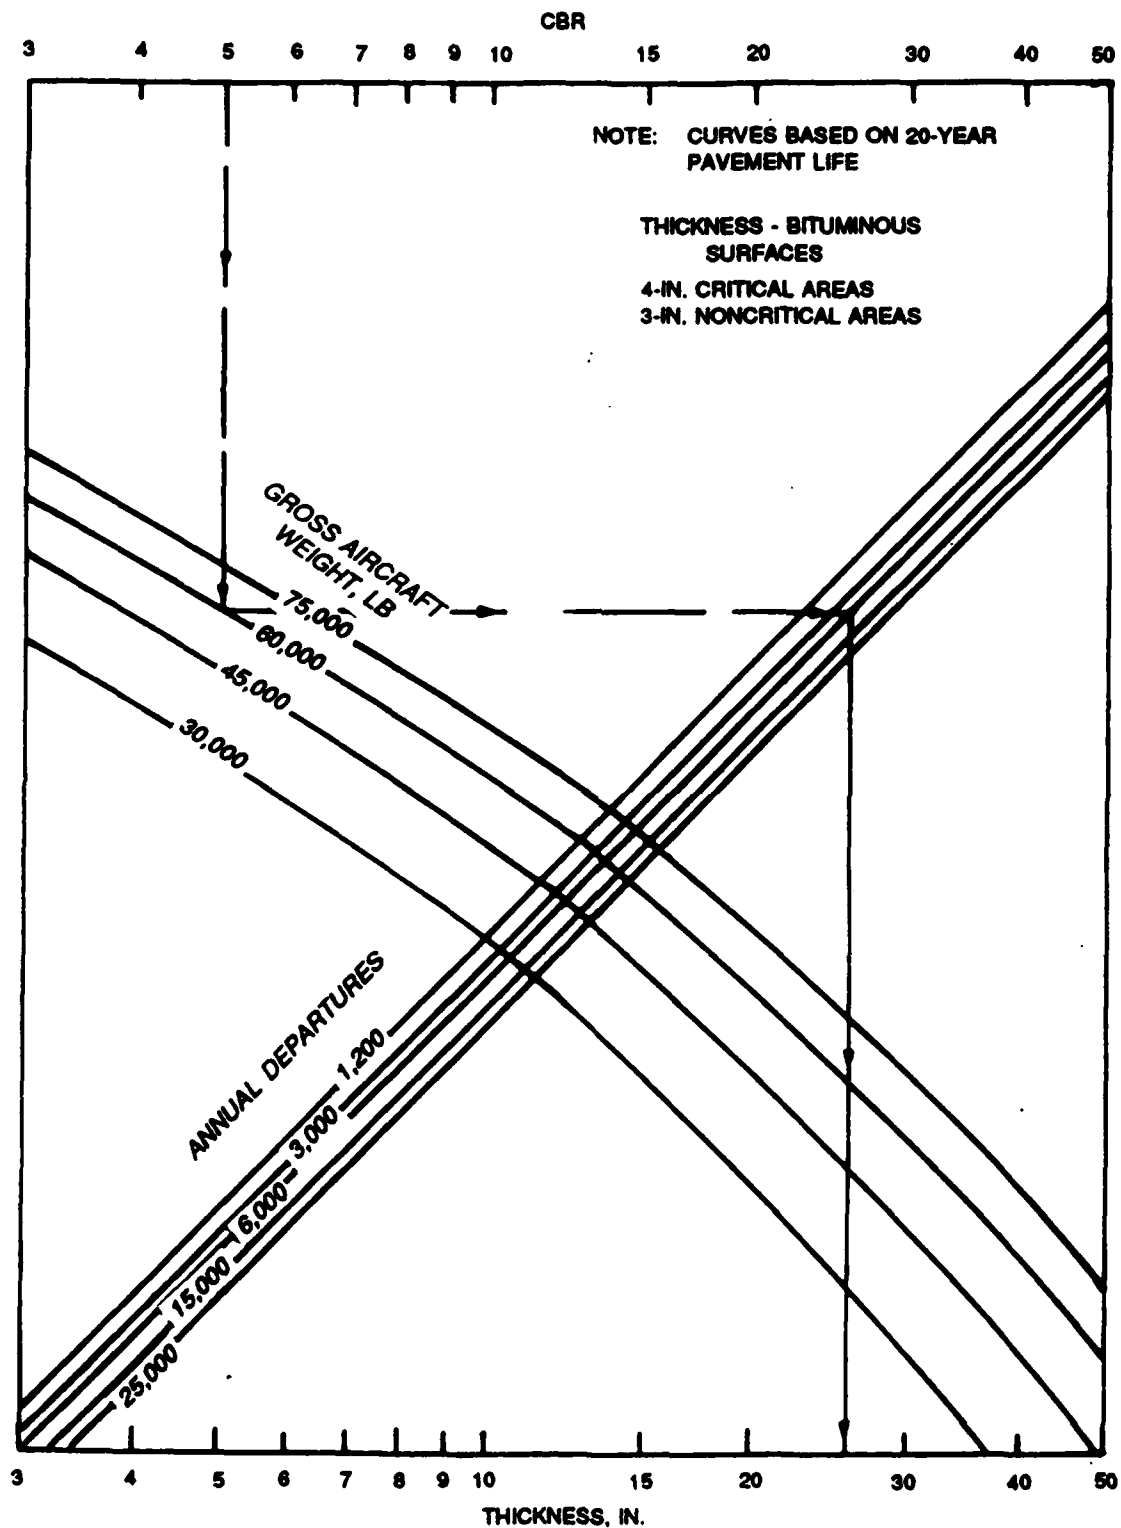 CBR
3 4 5 6 7 8 9 10 15 20 30 40 50
NOTE: CURVES BASED ON 20-YEAR
PAVEMENT LIFE
THICKNESS - BITUMINOUS
SURFACES
4-IN. CRITICAL AREAS
3-IN. NONCRITICAL AREAS
GROSS AIRCRAFT
WEIGHT, LB
75,000
60,000
45,000
30,000
ANNUAL DEPARTURES
1,200
3,000
6,000
15,000
25,000
3 4 5 6 7 8 9 10 15 20 30 40 50
THICKNESS, IN.